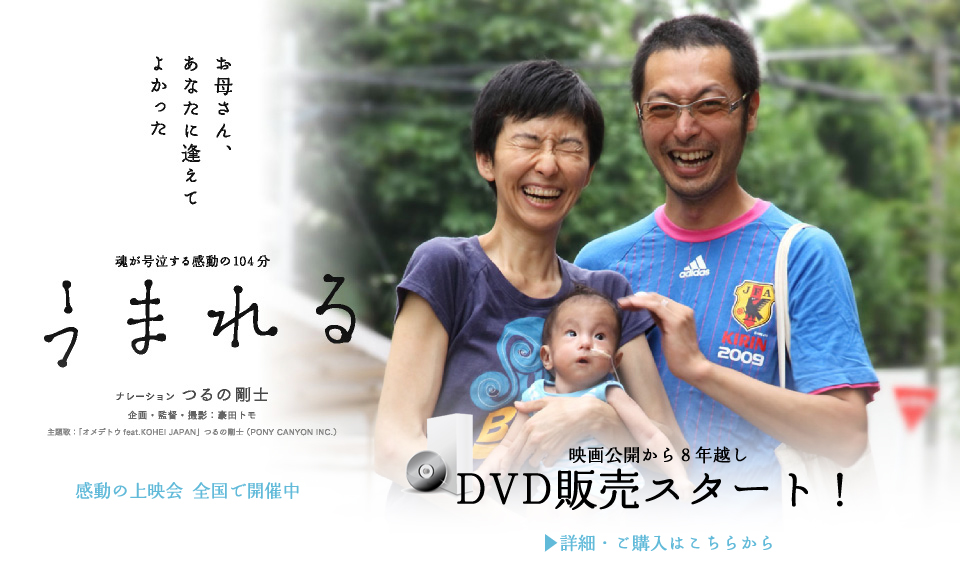 お母さん、
あなたに逢えて
よかった
魂が号泣する感動の104分
うまれる
ナレーション つるの剛士
企画・監督・撮影：豪田トモ
主題歌：「オメデトウ feat.KOHEI JAPAN」つるの剛士（PONY CANYON INC.）
感動の上映会 全国で開催中
adidas
JFA
KIRIN
2009
映画公開から８年越し
DVD販売スタート！
▶詳細・ご購入はこちらから